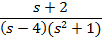 s + 2
(s − 4)(s² + 1)